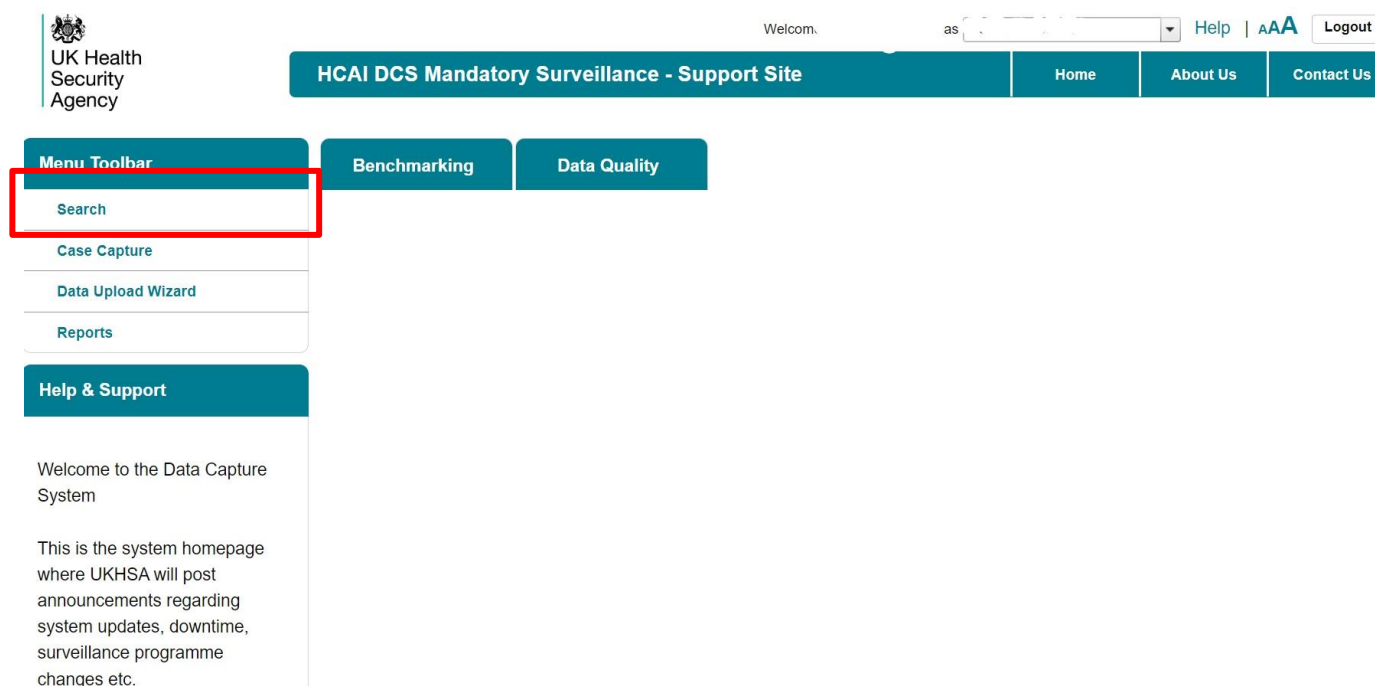 UK Health
Security
Agency
as
Help | AAA Logout
HCAI DCS Mandatory Surveillance - Support Site
Home About Us Contact Us
Menu Toolbar
Search
Case Capture
Data Upload Wizard
Reports
Benchmarking Data Quality
Help & Support
Welcome to the Data Capture
System
This is the system homepage
where UKHSA will post
announcements regarding
system updates, downtime,
surveillance programme
changes etc.